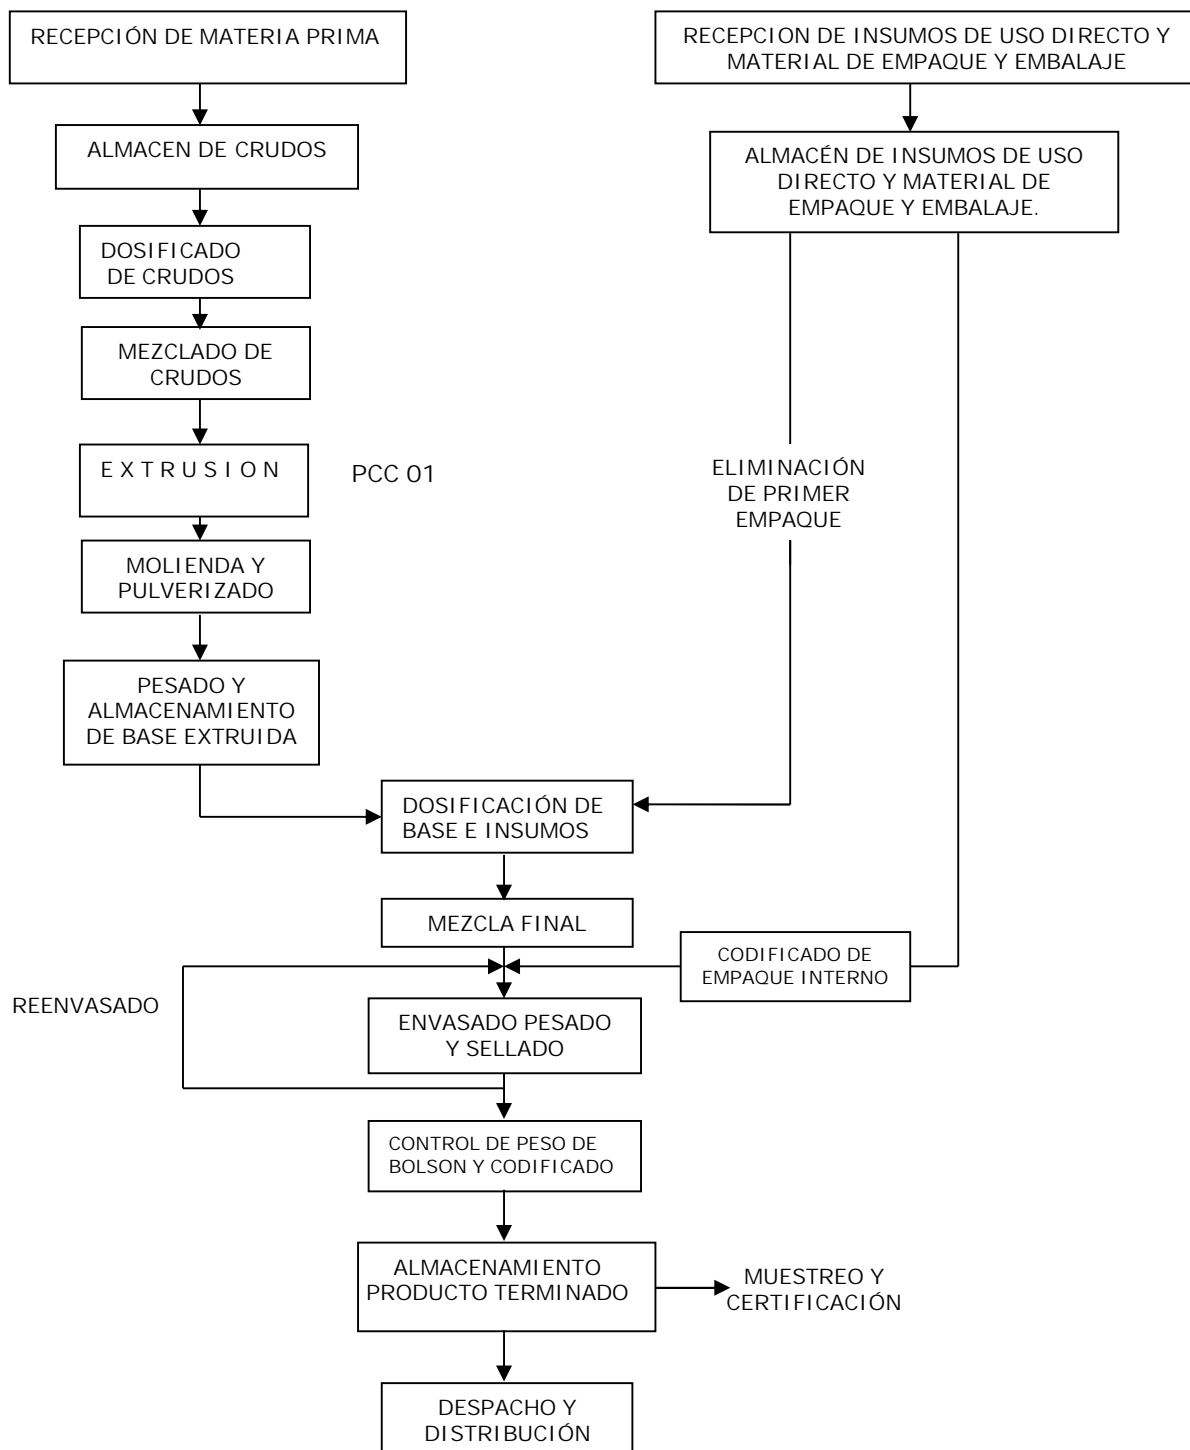 RECEPCIÓN DE MATERIA PRIMA
RECEPCION DE INSUMOS DE USO DIRECTO Y
MATERIAL DE EMPAQUE Y EMBALAJE
ALMACEN DE CRUDOS
ALMACÉN DE INSUMOS DE USO
DIRECTO Y MATERIAL DE
EMPAQUE Y EMBALAJE.
DOSIFICADO
DE CRUDOS
MEZCLADO DE
CRUDOS
E X T R U S I O N
PCC 01
ELIMINACIÓN
DE PRIMER
EMPAQUE
MOLIENDA Y
PULVERIZADO
PESADO Y
ALMACENAMIENTO
DE BASE EXTRUIDA
DOSIFICACIÓN DE
BASE E INSUMOS
MEZCLA FINAL
CODIFICADO DE
EMPAQUE INTERNO
REENVASADO
ENVASADO PESADO
Y SELLADO
CONTROL DE PESO DE
BOLSON Y CODIFICADO
ALMACENAMIENTO
PRODUCTO TERMINADO
MUESTREO Y
CERTIFICACIÓN
DESPACHO Y
DISTRIBUCIÓN